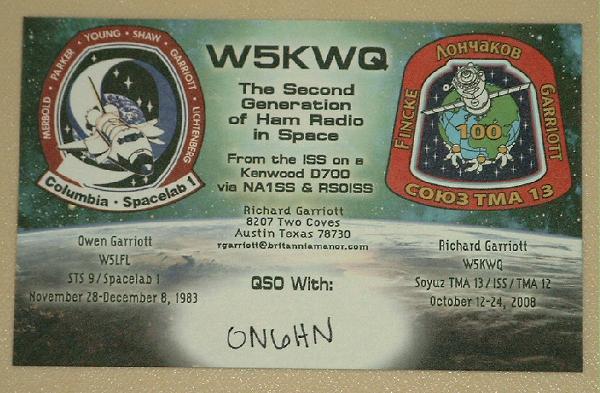 MERBOLD · PARKER · YOUNG · SHAW · GARRIOTT · LICHTENBERG
Columbia · Spacelab 1
W5KWQ
The Second
Generation
of Ham Radio
in Space
From the ISS on a
Kenwood D700
via NA1SS & RS0ISS
Richard Garriott
8207 Two Coves
Austin Texas 78730
rgarriott@britanniamanor.com
FINCKE
Лончаков
GARRIOTT
100
СОЮЗ ТМА 13
Owen Garriott
W5LFL
STS 9 / Spacelab 1
November 28-December 8, 1983
QSO With:
ON6HN
Richard Garriott
W5KWQ
Soyuz TMA 13 / ISS / TMA 12
October 12-24, 2008